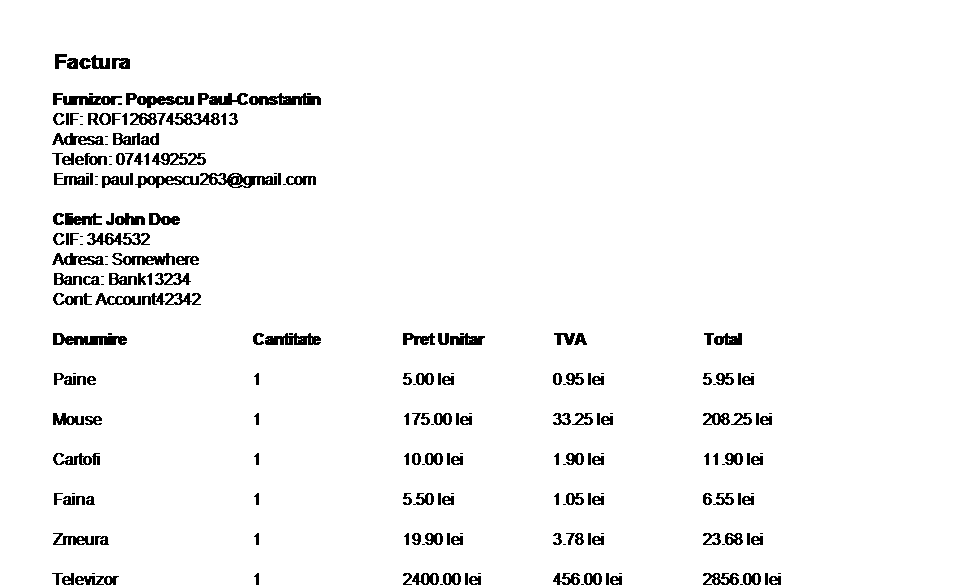 Factura
Furnizor: Popescu Paul-Constantin
CIF: ROF1268745834813
Adresa: Barlad
Telefon: 0741492525
Email: paul.popescu263@gmail.com
Client: John Doe
CIF: 3464532
Adresa: Somewhere
Banca: Bank13234
Cont: Account42342
Denumire Cantitate Pret Unitar TVA Total
Paine 1 5.00 lei 0.95 lei 5.95 lei
Mouse 1 175.00 lei 33.25 lei 208.25 lei
Cartofi 1 10.00 lei 1.90 lei 11.90 lei
Faina 1 5.50 lei 1.05 lei 6.55 lei
Zmeura 1 19.90 lei 3.78 lei 23.68 lei
Televizor 1 2400.00 lei 456.00 lei 2856.00 lei